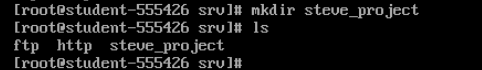 [root@student-555426 srv]# mkdir steve_project
[root@student-555426 srv]# ls
ftp  http  steve_project
[root@student-555426 srv]#